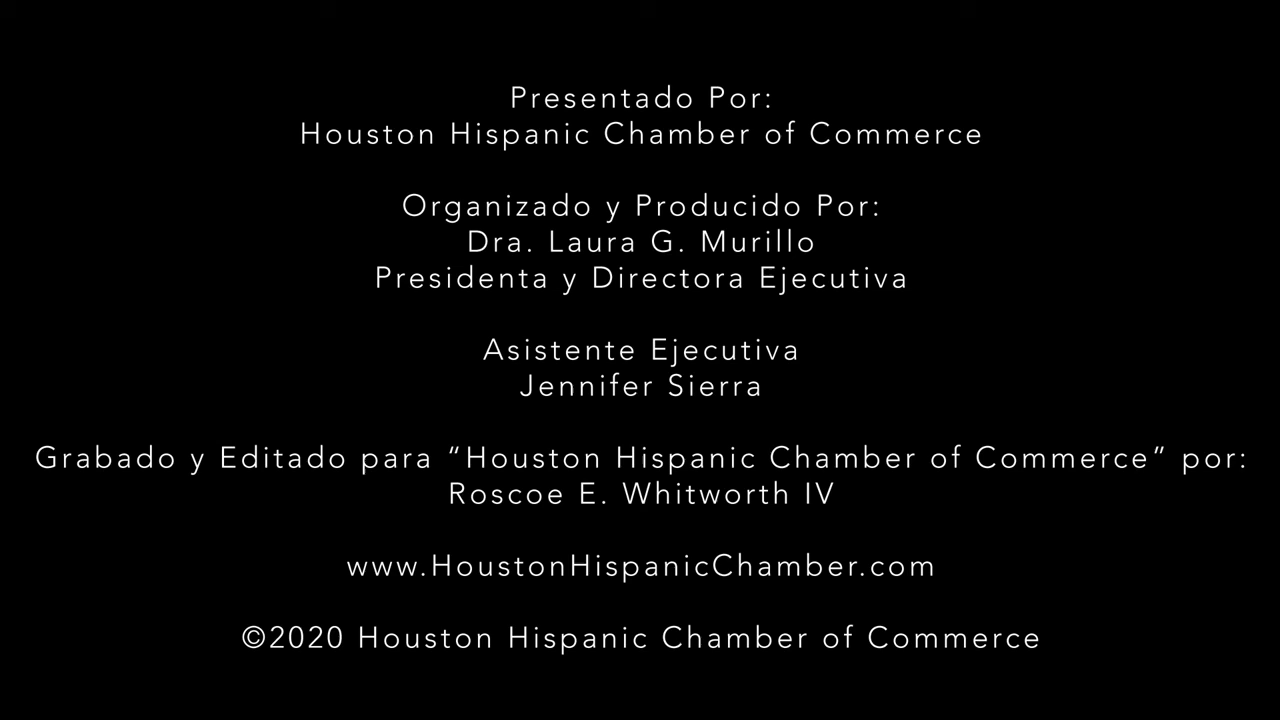 Presentado Por:
Houston Hispanic Chamber of Commerce
Organizado y Producido Por:
Dra. Laura G. Murillo
Presidenta y Directora Ejecutiva
Asistente Ejecutiva
Jennifer Sierra
Grabado y Editado para “Houston Hispanic Chamber of Commerce” por:
Roscoe E. Whitworth IV
www.HoustonHispanicChamber.com
©2020 Houston Hispanic Chamber of Commerce